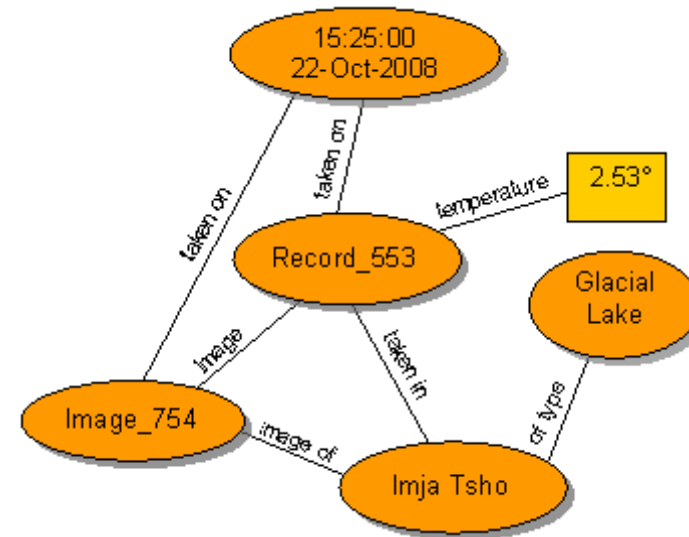 15:25:00
22-Oct-2008
taken on
taken on
temperature
2.53°
Record_553
Glacial
Lake
Image
taken in
of type
Image_754
image of
Imja Tsho